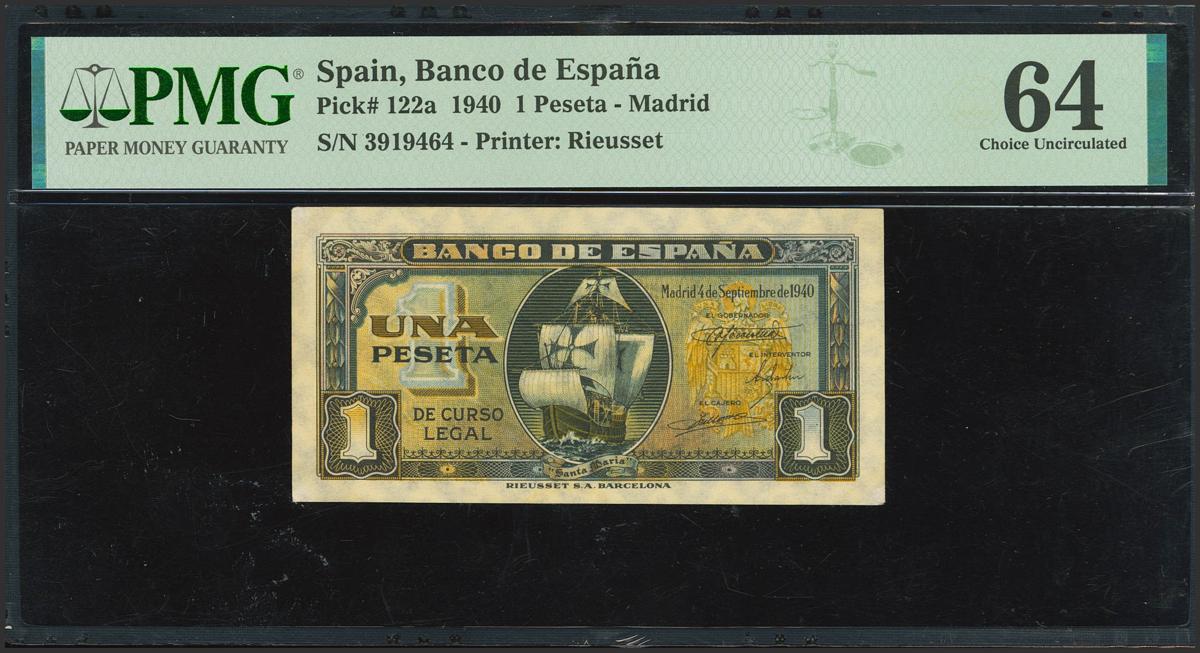 PMG®
PAPER MONEY GUARANTY
Spain, Banco de España
Pick# 122a 1940 1 Peseta - Madrid
S/N 3919464 - Printer: Rieusset
64
Choice Uncirculated
BANCO DE ESPAÑA
1
UNA
PESETA
DE CURSO
LEGAL
Madrid 4 de Septiembre de 1940
EL GOBERNADOR
EL INTERVENTOR
EL CAJERO
1
1
"Santa Maria"
RIEUSSET S.A. BARCELONA